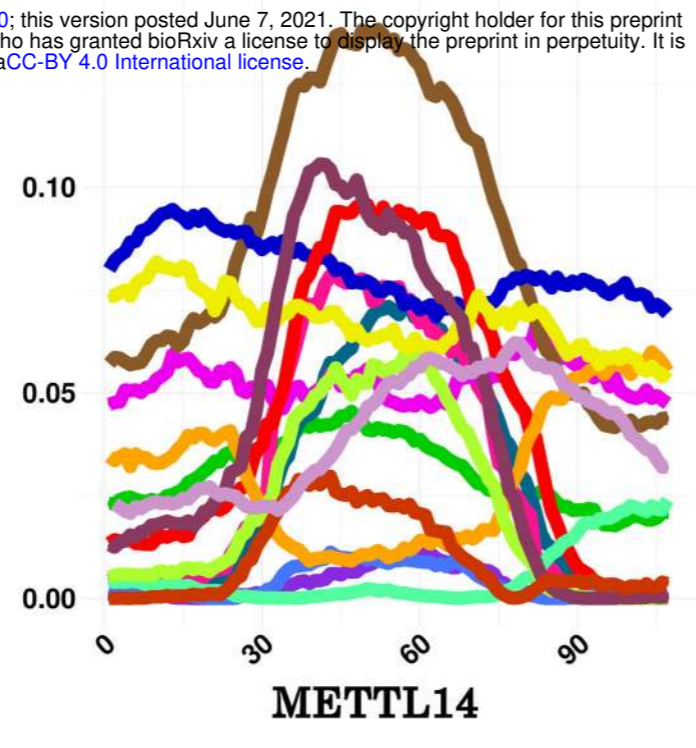 0; this version posted June 7, 2021. The copyright holder for this preprint
ho has granted bioRxiv a license to display the preprint in perpetuity. It is
aCC-BY 4.0 International license.
0.10
0.05
0.00
0 30 60 90
METTL14